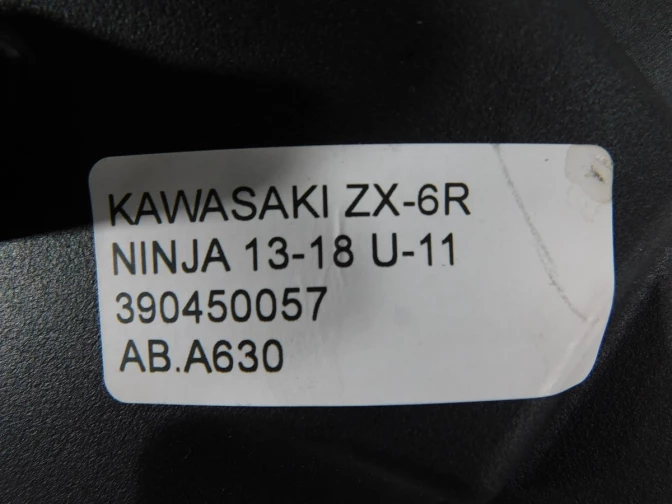 KAWASAKI ZX-6R
NINJA 13-18 U-11
390450057
AB.A630